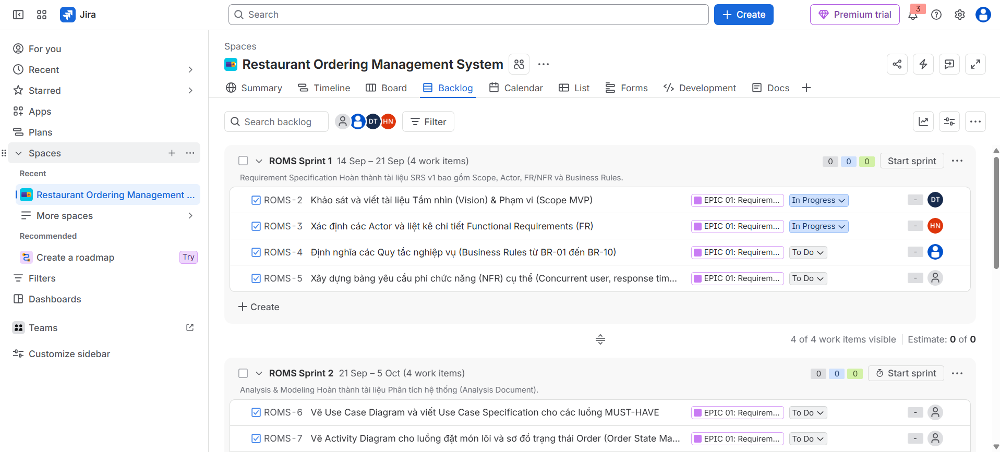 Jira
Search
Create
Premium trial
3
For you
Recent
Starred
Apps
Plans
Spaces
Recent
Restaurant Ordering Management ...
More spaces
Recommended
Create a roadmap
Try
Filters
Dashboards
Teams
Customize sidebar
Spaces
Restaurant Ordering Management System
Summary Timeline Board Backlog Calendar List Forms Development Docs
Search backlog
DT HN
Filter
ROMS Sprint 1 14 Sep – 21 Sep (4 work items) 0 0 0 Start sprint
Requirement Specification Hoàn thành tài liệu SRS v1 bao gồm Scope, Actor, FR/NFR và Business Rules.
ROMS-2 Khảo sát và viết tài liệu Tầm nhìn (Vision) & Phạm vi (Scope MVP) EPIC 01: Requirem... In Progress - DT
ROMS-3 Xác định các Actor và liệt kê chi tiết Functional Requirements (FR) EPIC 01: Requirem... In Progress - HN
ROMS-4 Định nghĩa các Quy tắc nghiệp vụ (Business Rules từ BR-01 đến BR-10) EPIC 01: Requirem... To Do -
ROMS-5 Xây dựng bảng yêu cầu phi chức năng (NFR) cụ thể (Concurrent user, response tim... EPIC 01: Requirem... To Do -
Create
4 of 4 work items visible Estimate: 0 of 0
ROMS Sprint 2 21 Sep – 5 Oct (4 work items) 0 0 0 Start sprint
Analysis & Modeling Hoàn thành tài liệu Phân tích hệ thống (Analysis Document).
ROMS-6 Vẽ Use Case Diagram và viết Use Case Specification cho các luồng MUST-HAVE EPIC 01: Requirem... To Do -
ROMS-7 Vẽ Activity Diagram cho luồng đặt món lõi và sơ đồ trạng thái Order (Order State Ma... EPIC 01: Requirem... To Do -